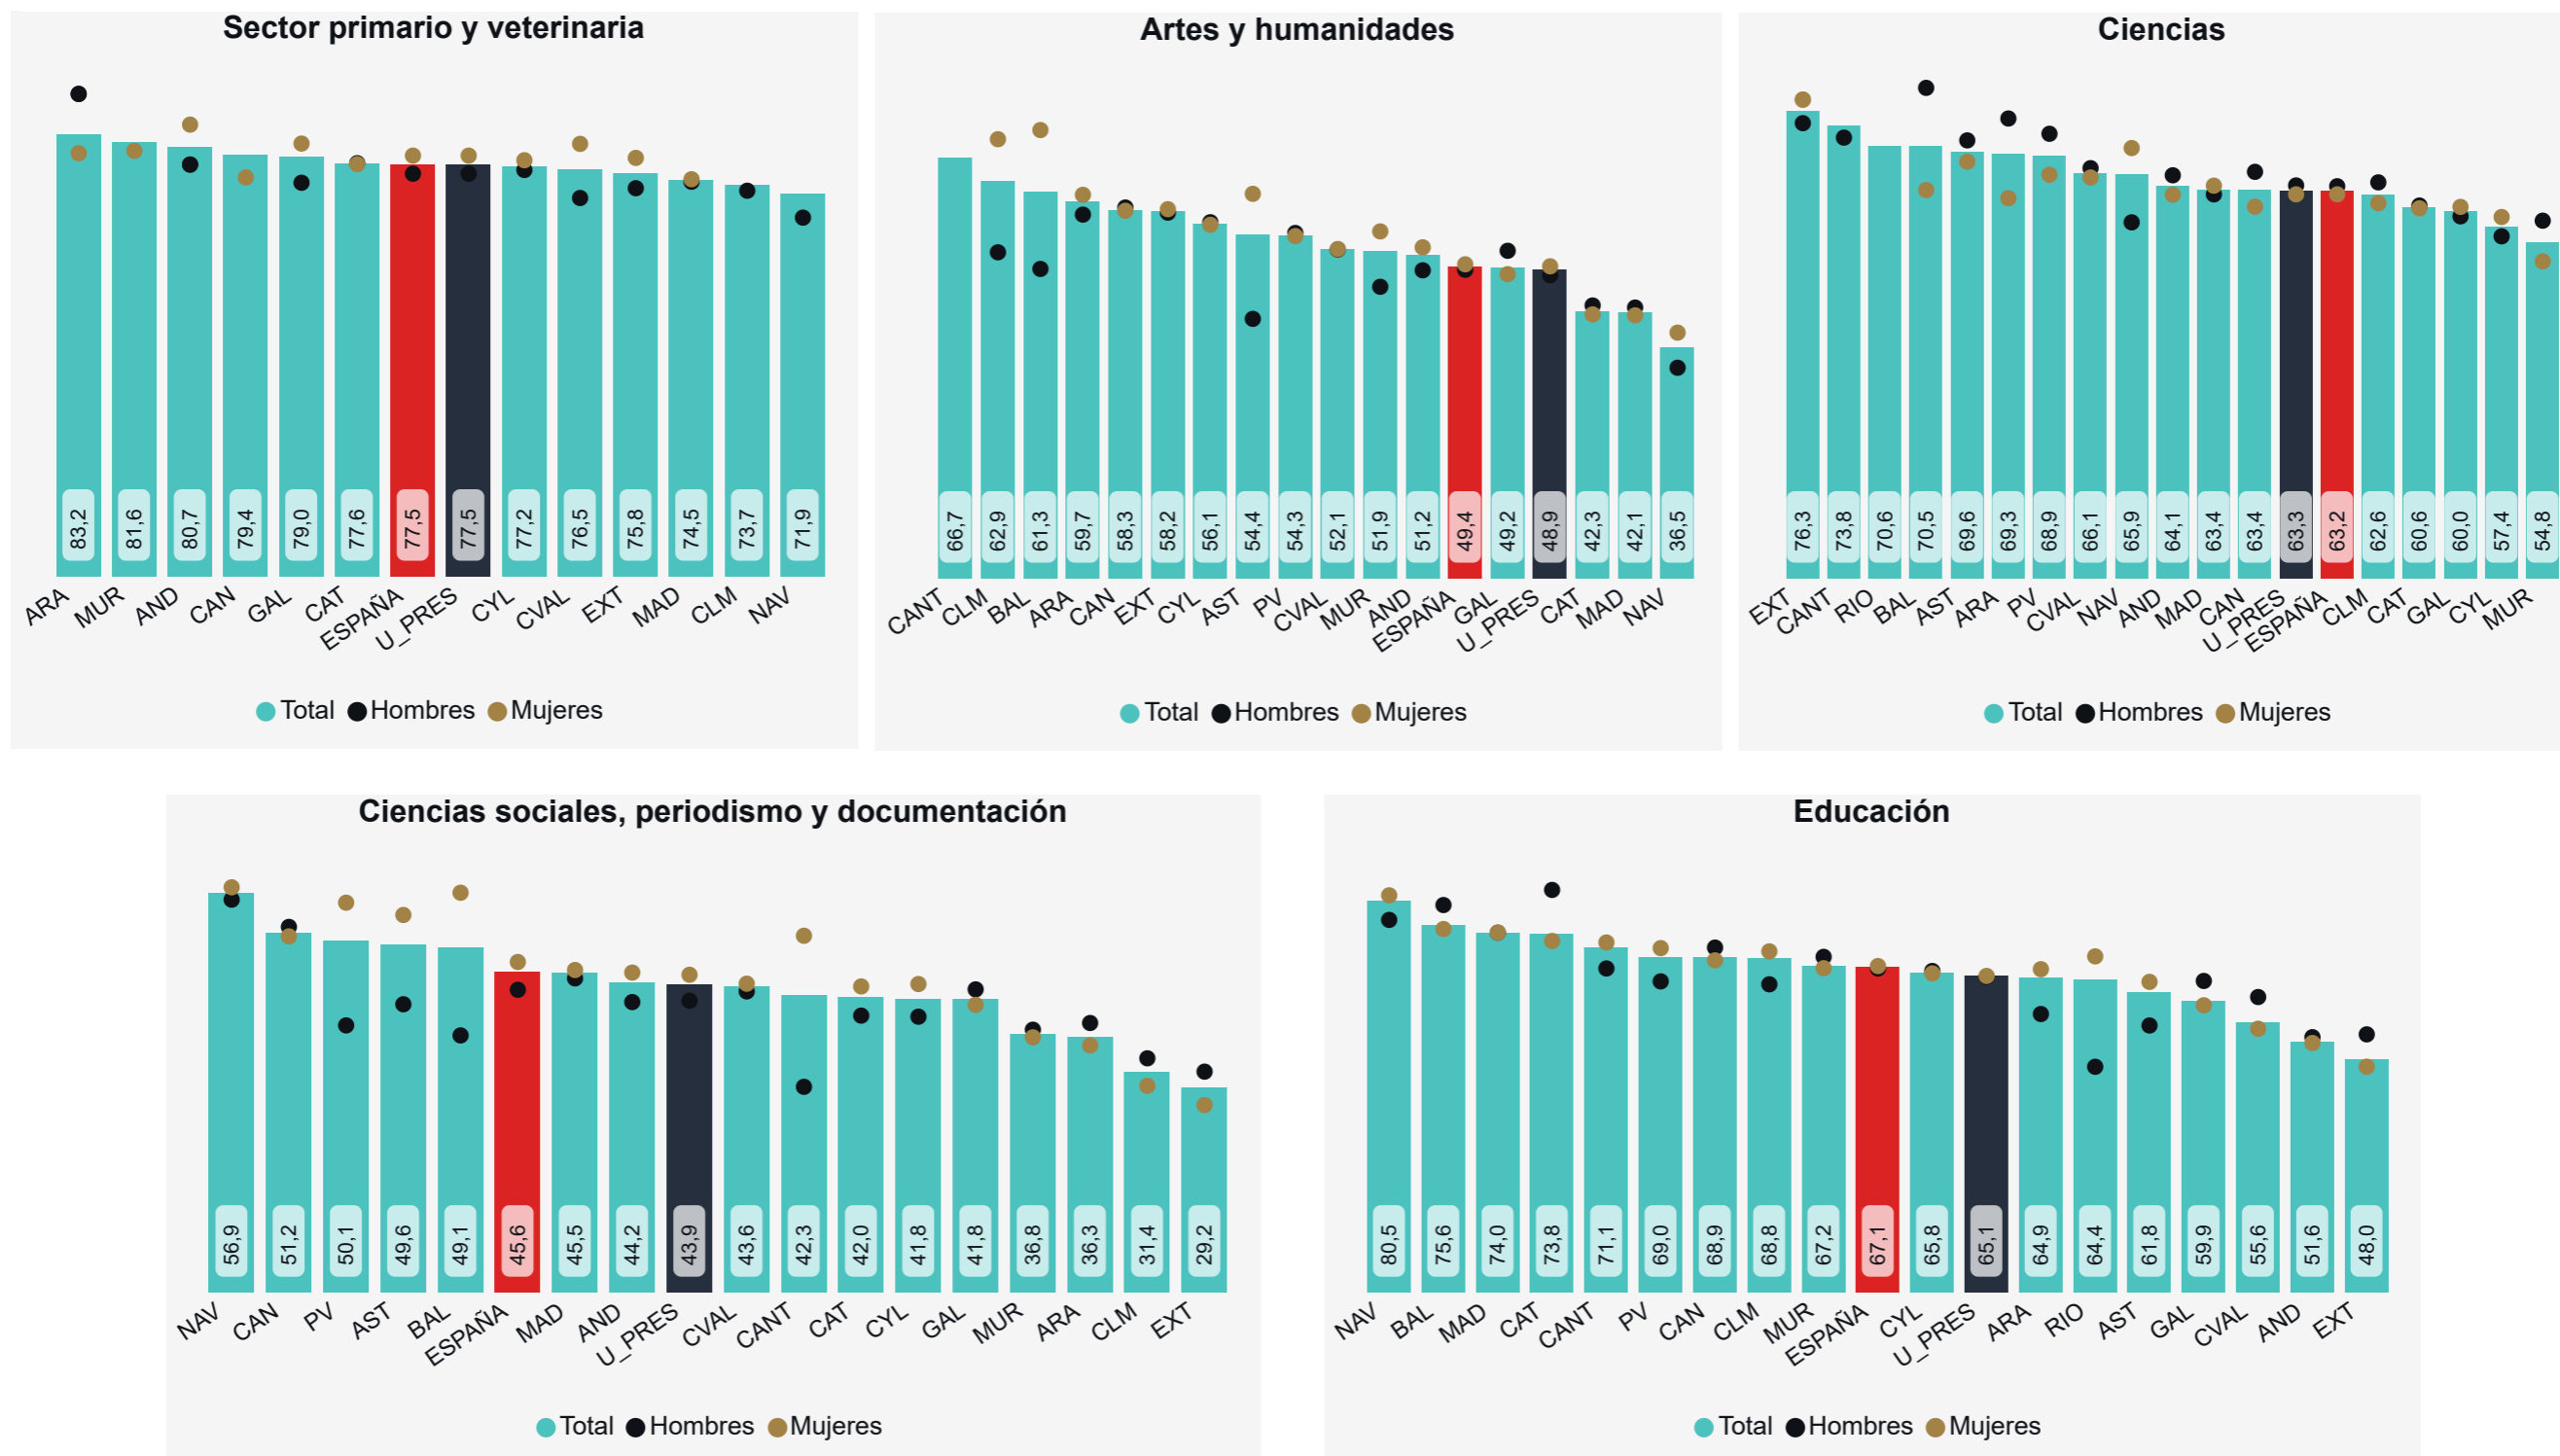 Sector primario y veterinaria
83,2 81,6 80,7 79,4 79,0 77,6 77,5 77,5 77,2 76,5 75,8 74,5 73,7 71,9
ARA MUR AND CAN GAL CAT ESPAÑA U_PRES CYL CVAL EXT MAD CLM NAV
Total Hombres Mujeres
Artes y humanidades
66,7 62,9 61,3 59,7 58,3 58,2 56,1 54,4 54,3 52,1 51,9 51,2 49,4 49,2 48,9 42,3 42,1 36,5
CANT CLM BAL ARA CAN EXT CYL AST PV CVAL MUR AND ESPAÑA GAL U_PRES CAT MAD NAV
Total Hombres Mujeres
Ciencias
76,3 73,8 70,6 70,5 69,6 69,3 68,9 66,1 65,9 64,1 63,4 63,4 63,3 63,2 62,6 60,6 60,0 57,4 54,8
EXT CANT RIO BAL AST ARA PV CVAL NAV AND MAD CAN U_PRES ESPAÑA CLM CAT GAL CYL MUR
Total Hombres Mujeres
Ciencias sociales, periodismo y documentación
56,9 51,2 50,1 49,6 49,1 45,6 45,5 44,2 43,9 43,6 42,3 42,0 41,8 41,8 36,8 36,3 31,4 29,2
NAV CAN PV AST BAL ESPAÑA MAD AND U_PRES CVAL CANT CAT CYL GAL MUR ARA CLM EXT
Total Hombres Mujeres
Educación
80,5 75,6 74,0 73,8 71,1 69,0 68,9 68,8 67,2 67,1 65,8 65,1 64,9 64,4 61,8 59,9 55,6 51,6 48,0
NAV BAL MAD CAT CANT PV CAN CLM MUR ESPAÑA CYL U_PRES ARA RIO AST GAL CVAL AND EXT
Total Hombres Mujeres